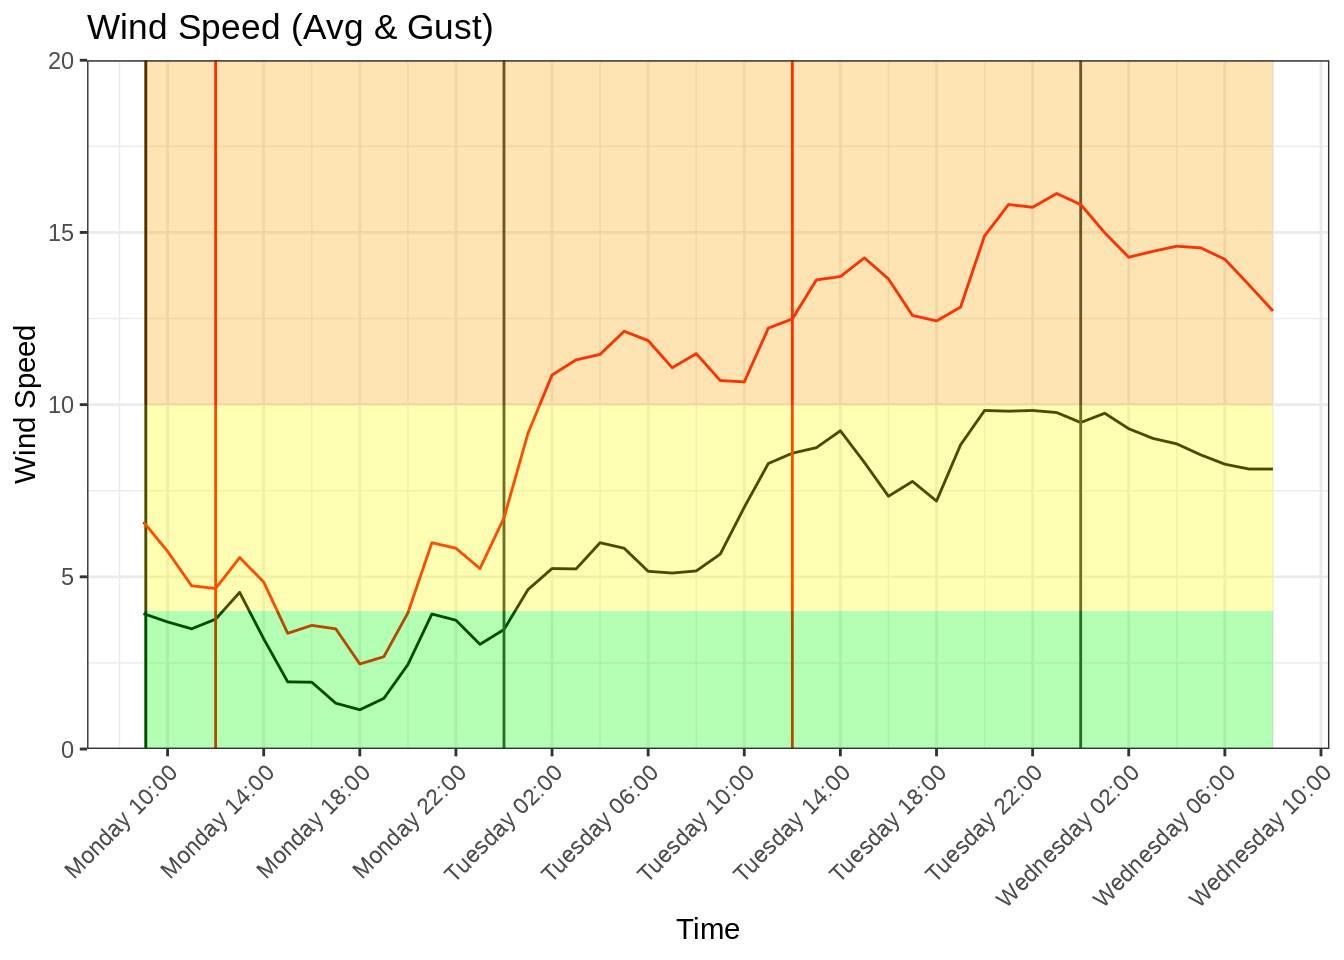 Wind Speed (Avg & Gust)
20
15
10
5
0
Wind Speed
Monday 10:00
Monday 14:00
Monday 18:00
Monday 22:00
Tuesday 02:00
Tuesday 06:00
Tuesday 10:00
Tuesday 14:00
Tuesday 18:00
Tuesday 22:00
Wednesday 02:00
Wednesday 06:00
Wednesday 10:00
Time